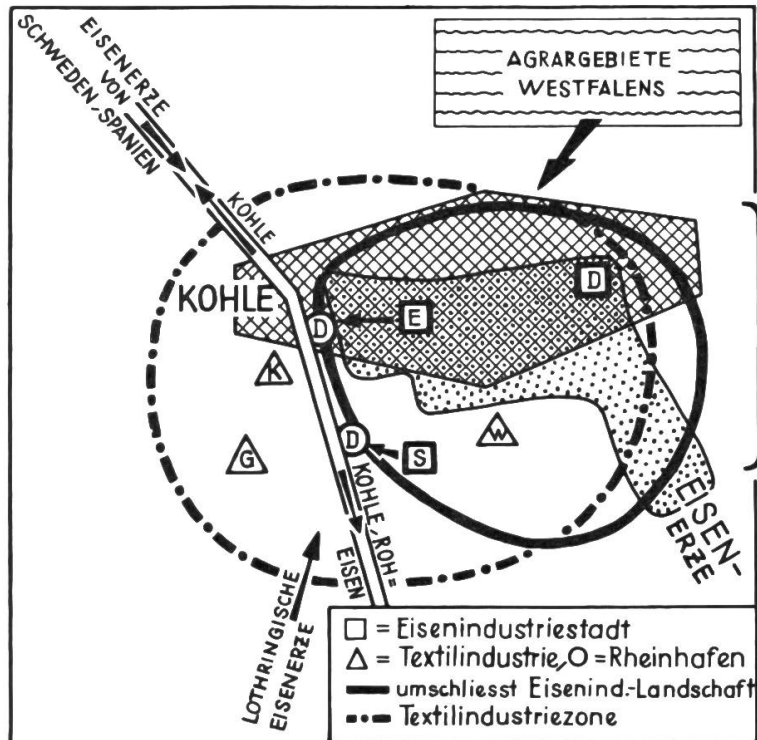 EISENERZE
VON
SCHWEDEN, SPANIEN
AGRARGEBIETE
WESTFALENS
KOHLE
KOHLE
D
E
D
K
G
D
S
W
KOHLE, ROH=
EISEN
EISEN-
ERZE
LOTHRINGISCHE
EISENERZE
□ = Eisenindustriestadt
△ = Textilindustrie, O = Rheinhafen
umschliesst Eisenind.-Landschaft
Textilindustriezone